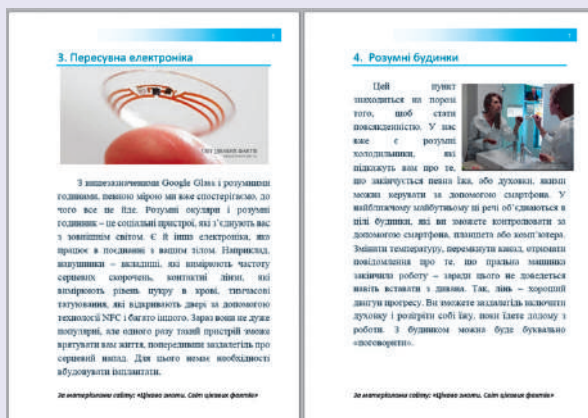 3. Пересувна електроніка
З вищезазначеними Google Glass і розумними
годинами, певною мірою ми вже спостерігаємо, до
чого все це йде. Розумні окуляри і розумні
годинник – це соціальні пристрої, які з'єднують вас
з зовнішнім світом. Є й інша електроніка, яка
працює в поєднанні з вашим тілом. Наприклад,
навушники – вкладиші, які вимірюють частоту
серцевих скорочень, контактні лінзи, які
вимірюють рівень цукру в крові, тимчасові
татуювання, які відкривають двері за допомогою
технології NFC і багато іншого. Зараз вони не дуже
популярні, але одного разу такий пристрій зможе
врятувати вам життя, попередивши заздалегідь про
серцевий напад. Для цього немає необхідності
вбудовувати імплантати.
За матеріалами сайту: «Цікаво знати. Світ цікавих фактів»
4. Розумні будинки
Цей пункт
знаходиться на порозі
того, щоб стати
повсякденністю. У нас
вже є розумні
холодильники, які
підкажуть вам про те,
що закінчується певна їжа, або духовки, якими
можна керувати за допомогою смартфона. У
найближчому майбутньому ці речі об'єднаються в
цілі будинки, які ви зможете контролювати за
допомогою смартфона, планшета або комп'ютера.
Змінити температуру, перемкнути канал, отримати
повідомлення про те, що пральна машинка
закінчила роботу – заради цього не доведеться
навіть вставати з дивана. Так, лінь – хороший
двигун прогресу. Ви зможете заздалегідь включити
духовку і розігріти собі їжу, поки їдете додому з
роботи. З будинком можна буде буквально
«поговорити».
За матеріалами сайту: «Цікаво знати. Світ цікавих фактів»